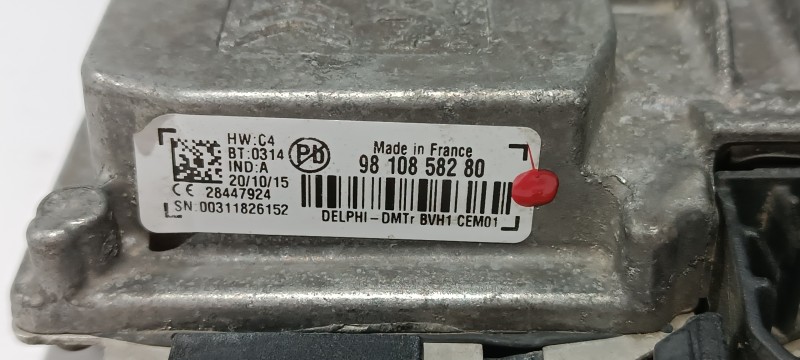 HW:C4
BT:0314
IND:A
20/10/15
CE 28447924
SN:00311826152
Pb
Made in France
98 108 582 80
DELPHI-DMTr BVH1 CEM01